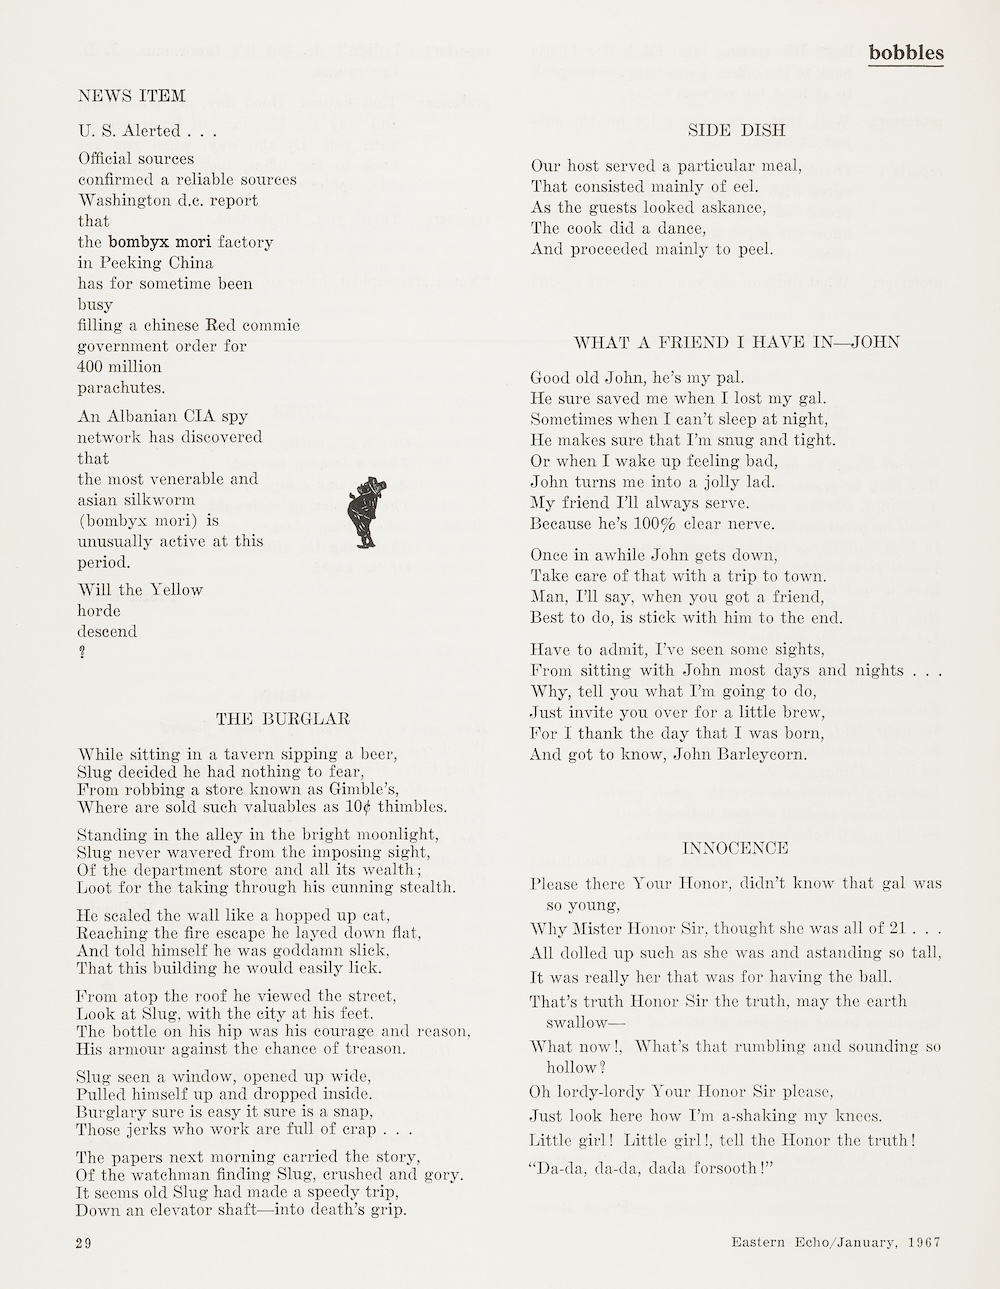 bobbles
NEWS ITEM
U. S. Alerted . . .
Official sources
confirmed a reliable sources
Washington d.c. report
that
the bombyx mori factory
in Peeking China
has for sometime been
busy
filling a chinese Red commie
government order for
400 million
parachutes.
An Albanian CIA spy
network has discovered
that
the most venerable and
asian silkworm
(bombyx mori) is
unusually active at this
period.
Will the Yellow
horde
descend
?
THE BURGLAR
While sitting in a tavern sipping a beer,
Slug decided he had nothing to fear,
From robbing a store known as Gimble's,
Where are sold such valuables as 10¢ thimbles.
Standing in the alley in the bright moonlight,
Slug never wavered from the imposing sight,
Of the department store and all its wealth;
Loot for the taking through his cunning stealth.
He scaled the wall like a hopped up cat,
Reaching the fire escape he layed down flat,
And told himself he was goddamn slick,
That this building he would easily lick.
From atop the roof he viewed the street,
Look at Slug, with the city at his feet.
The bottle on his hip was his courage and reason,
His armour against the chance of treason.
Slug seen a window, opened up wide,
Pulled himself up and dropped inside.
Burglary sure is easy it sure is a snap,
Those jerks who work are full of crap . . .
The papers next morning carried the story,
Of the watchman finding Slug, crushed and gory.
It seems old Slug had made a speedy trip,
Down an elevator shaft—into death's grip.
SIDE DISH
Our host served a particular meal,
That consisted mainly of eel.
As the guests looked askance,
The cook did a dance,
And proceeded mainly to peel.
WHAT A FRIEND I HAVE IN—JOHN
Good old John, he's my pal.
He sure saved me when I lost my gal.
Sometimes when I can't sleep at night,
He makes sure that I'm snug and tight.
Or when I wake up feeling bad,
John turns me into a jolly lad.
My friend I'll always serve.
Because he's 100% clear nerve.
Once in awhile John gets down,
Take care of that with a trip to town.
Man, I'll say, when you got a friend,
Best to do, is stick with him to the end.
Have to admit, I've seen some sights,
From sitting with John most days and nights . . .
Why, tell you what I'm going to do,
Just invite you over for a little brew,
For I thank the day that I was born,
And got to know, John Barleycorn.
INNOCENCE
Please there Your Honor, didn't know that gal was
so young,
Why Mister Honor Sir, thought she was all of 21 . . .
All dolled up such as she was and astanding so tall,
It was really her that was for having the ball.
That's truth Honor Sir the truth, may the earth
swallow—
What now!, What's that rumbling and sounding so
hollow?
Oh lordy-lordy Your Honor Sir please,
Just look here how I'm a-shaking my knees.
Little girl! Little girl!, tell the Honor the truth!
"Da-da, da-da, dada forsooth!"
29
Eastern Echo/January, 1967